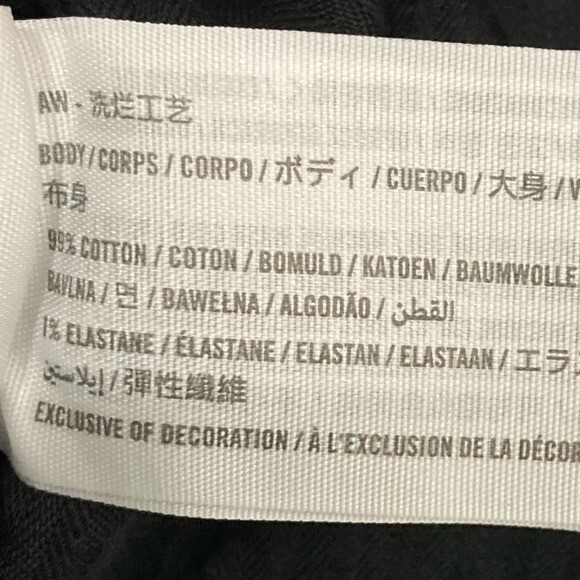 AW - 洗烂工艺
BODY / CORPS / CORPO / ボディ / CUERPO / 大身 / V
布身
99% COTTON / COTON / BOMULD / KATOEN / BAUMWOLLE
BAVLNA / 면 / BAWEŁNA / ALGODÃO / القطن
1% ELASTANE / ÉLASTANE / ELASTAN / ELASTAAN / エラス
إيلاستين / 彈性纖維
EXCLUSIVE OF DECORATION / À L'EXCLUSION DE LA DÉCOR